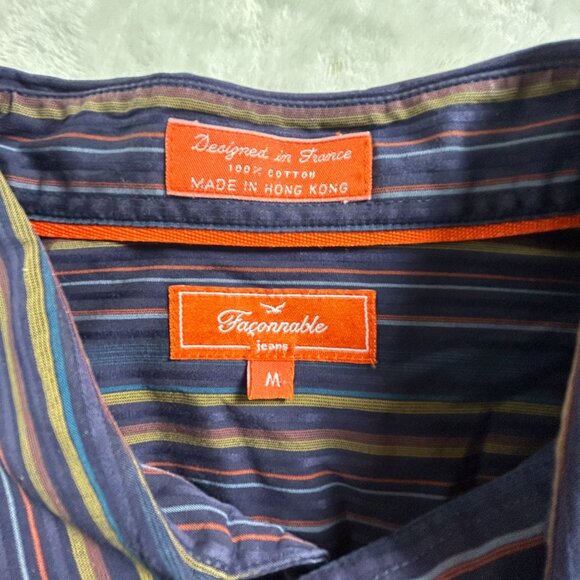 Designed in France
100% COTTON
MADE IN HONG KONG
Façonnable
jeans
M